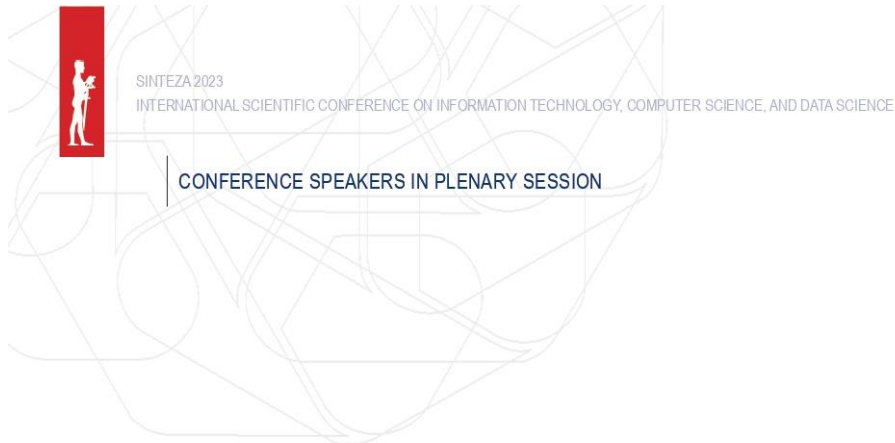 SINTEZA 2023
INTERNATIONAL SCIENTIFIC CONFERENCE ON INFORMATION TECHNOLOGY, COMPUTER SCIENCE, AND DATA SCIENCE
CONFERENCE SPEAKERS IN PLENARY SESSION